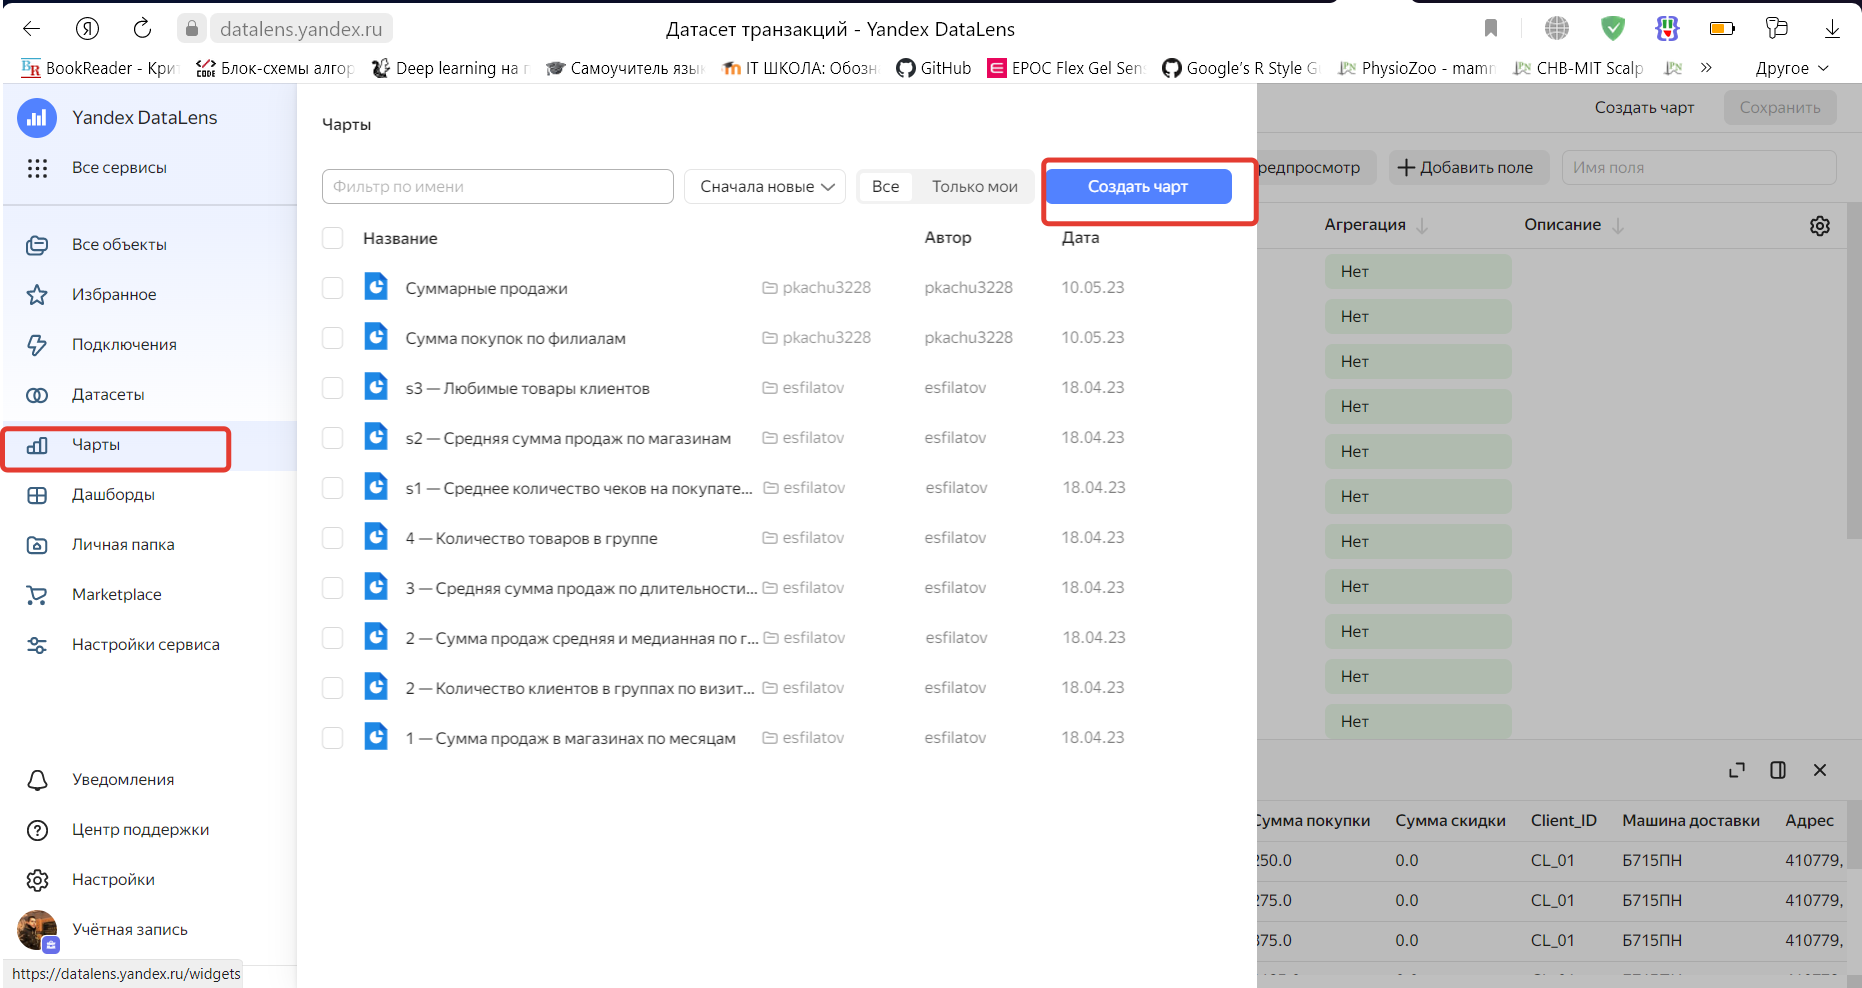 datalens.yandex.ru
Датасет транзакций - Yandex DataLens
BookReader - Крит
Блок-схемы алгор
Deep learning на
Самоучитель язык
IT ШКОЛА: Обозн
GitHub
EPOC Flex Gel Sen
Google's R Style G
PhysioZoo - mamm
CHB-MIT Scalp
»
Другое
Yandex DataLens
Все сервисы
Все объекты
Избранное
Подключения
Датасеты
Чарты
Дашборды
Личная папка
Marketplace
Настройки сервиса
Уведомления
Центр поддержки
Настройки
Учётная запись
https://datalens.yandex.ru/widgets
Чарты
Фильтр по имени
Сначала новые
Все
Только мои
Создать чарт
Название Автор Дата
Суммарные продажи pkachu3228 pkachu3228 10.05.23
Сумма покупок по филиалам pkachu3228 pkachu3228 10.05.23
s3 — Любимые товары клиентов esfilatov esfilatov 18.04.23
s2 — Средняя сумма продаж по магазинам esfilatov esfilatov 18.04.23
s1 — Среднее количество чеков на покупате... esfilatov esfilatov 18.04.23
4 — Количество товаров в группе esfilatov esfilatov 18.04.23
3 — Средняя сумма продаж по длительности... esfilatov esfilatov 18.04.23
2 — Сумма продаж средняя и медианная по г... esfilatov esfilatov 18.04.23
2 — Количество клиентов в группах по визит... esfilatov esfilatov 18.04.23
1 — Сумма продаж в магазинах по месяцам esfilatov esfilatov 18.04.23
Создать чарт
Сохранить
редпросмотр
Добавить поле
Имя поля
Агрегация Описание
Нет
Нет
Нет
Нет
Нет
Нет
Нет
Нет
Нет
Нет
Нет
Сумма покупки Сумма скидки Client_ID Машина доставки Адрес
250.0 0.0 CL_01 Б715ПН 410779,
275.0 0.0 CL_01 Б715ПН 410779,
375.0 0.0 CL_01 Б715ПН 410779,